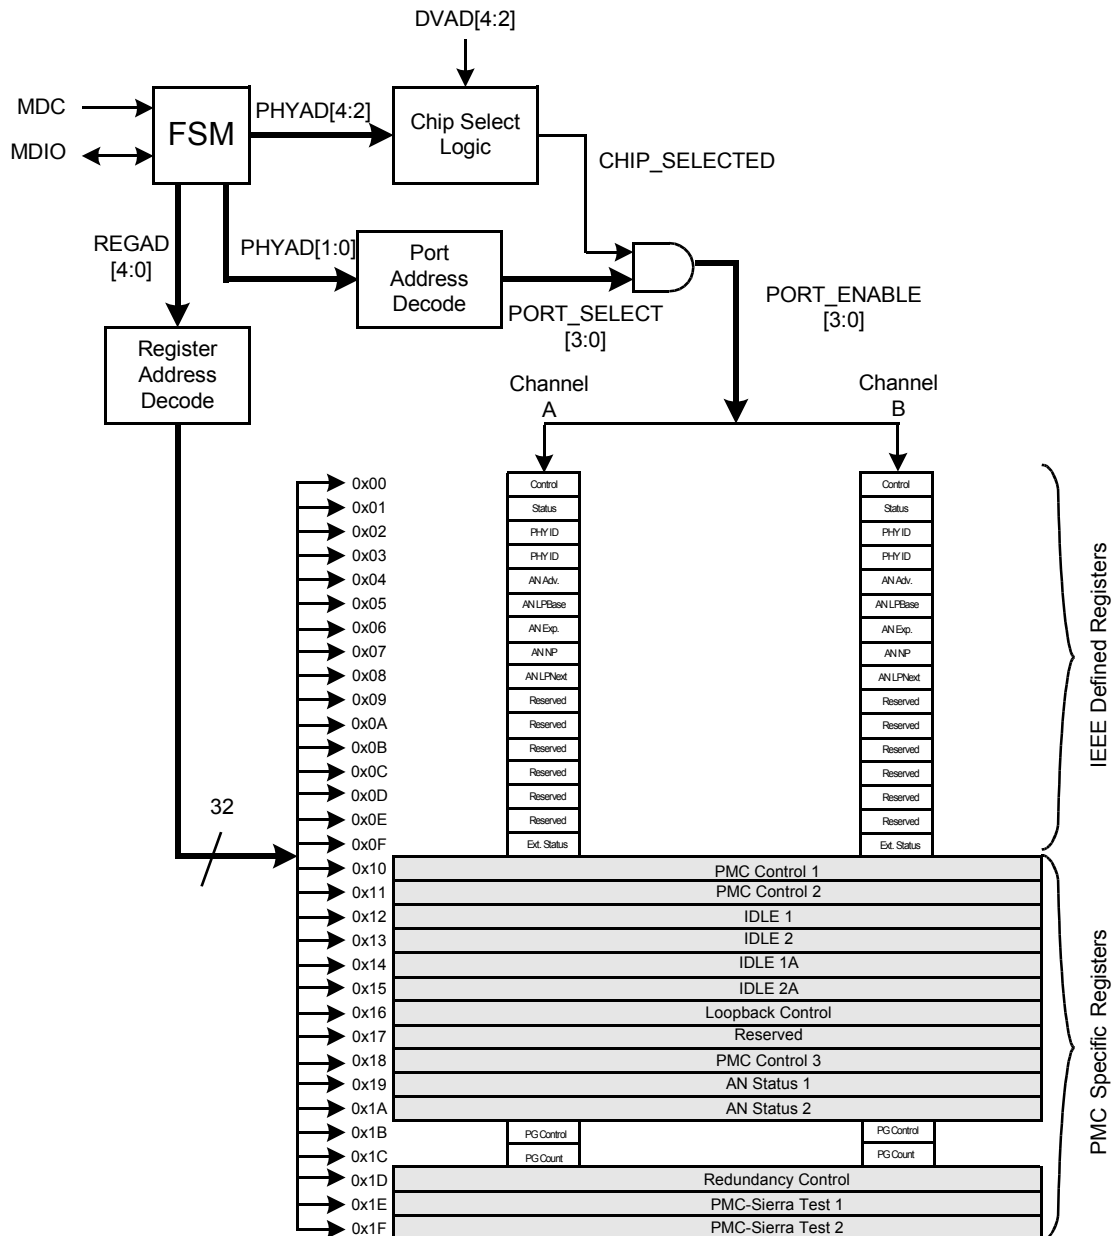 DVAD[4:2]
MDC
MDIO
FSM
PHYAD[4:2]
Chip Select
Logic
CHIP_SELECTED
REGAD
[4:0]
PHYAD[1:0]
Port
Address
Decode
PORT_SELECT
[3:0]
PORT_ENABLE
[3:0]
Register
Address
Decode
Channel
A
Channel
B
0x00 Control Control
0x01 Status Status
0x02 PHY ID PHY ID
0x03 PHY ID PHY ID
0x04 AN Adv. AN Adv.
0x05 AN LPBase AN LPBase
0x06 AN Exp. AN Exp.
0x07 AN NP AN NP
0x08 AN LPNext AN LPNext
0x09 Reserved Reserved
0x0A Reserved Reserved
0x0B Reserved Reserved
0x0C Reserved Reserved
0x0D Reserved Reserved
0x0E Reserved Reserved
0x0F Ext. Status Ext. Status
IEEE Defined Registers
32
0x10 PMC Control 1
0x11 PMC Control 2
0x12 IDLE 1
0x13 IDLE 2
0x14 IDLE 1A
0x15 IDLE 2A
0x16 Loopback Control
0x17 Reserved
0x18 PMC Control 3
0x19 AN Status 1
0x1A AN Status 2
0x1B PG Control PG Control
0x1C PG Count PG Count
0x1D Redundancy Control
0x1E PMC-Sierra Test 1
0x1F PMC-Sierra Test 2
PMC Specific Registers